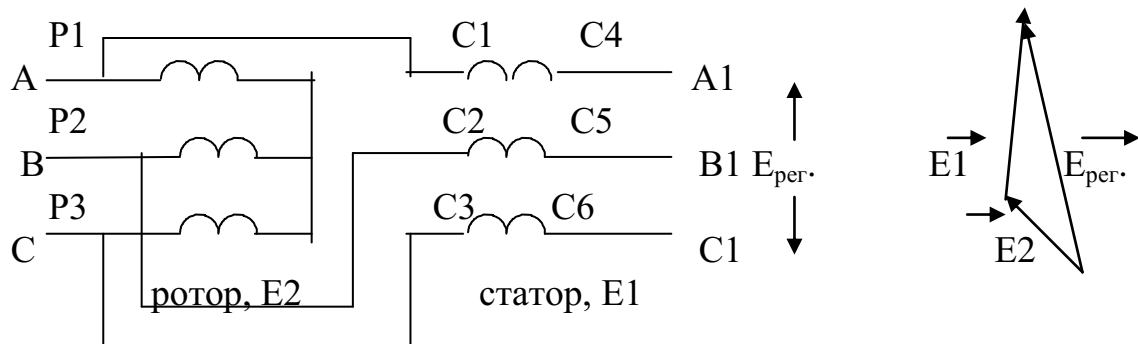 P1 C1 C4
A A1
P2 C2 C5
B B1 Eрег. E1 Eрег.
P3 C3 C6
C C1 E2
ротор, E2 статор, E1